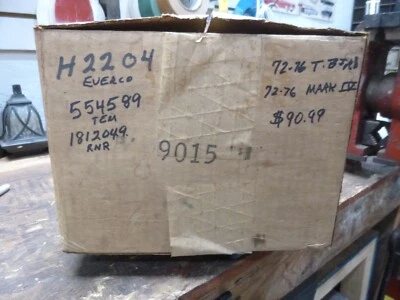 H2204
EVERCO
554589
TCM
1812049
RNR
9015
72-76 T. BIRD
72-76 MARK IV
$90.99